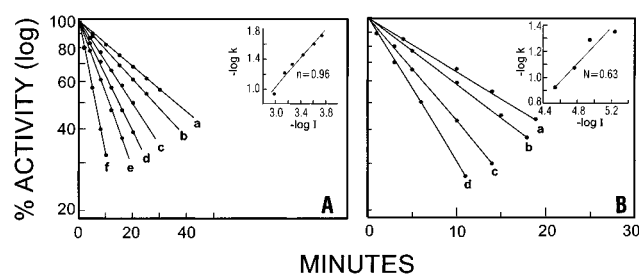 % ACTIVITY (log)
100
80
60
40
20
0 20 40
a
b
c
d
e
f
A
-log k
1.8
1.4
1.0
n=0.96
3.0 3.4 3.8
-log I
0 10 20 30
a
b
c
d
B
-log k
1.4
1.2
1.0
0.8
N=0.63
4.4 4.8 5.2
-log I
MINUTES